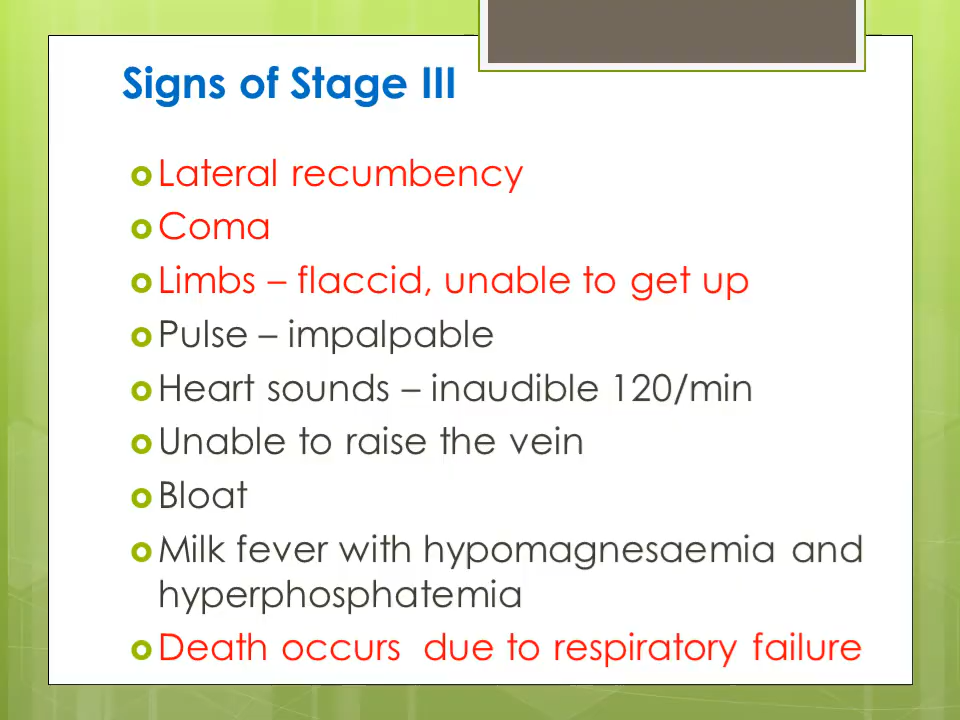 Signs of Stage III
Lateral recumbency
Coma
Limbs – flaccid, unable to get up
Pulse – impalpable
Heart sounds – inaudible 120/min
Unable to raise the vein
Bloat
Milk fever with hypomagnesaemia and
hyperphosphatemia
Death occurs due to respiratory failure